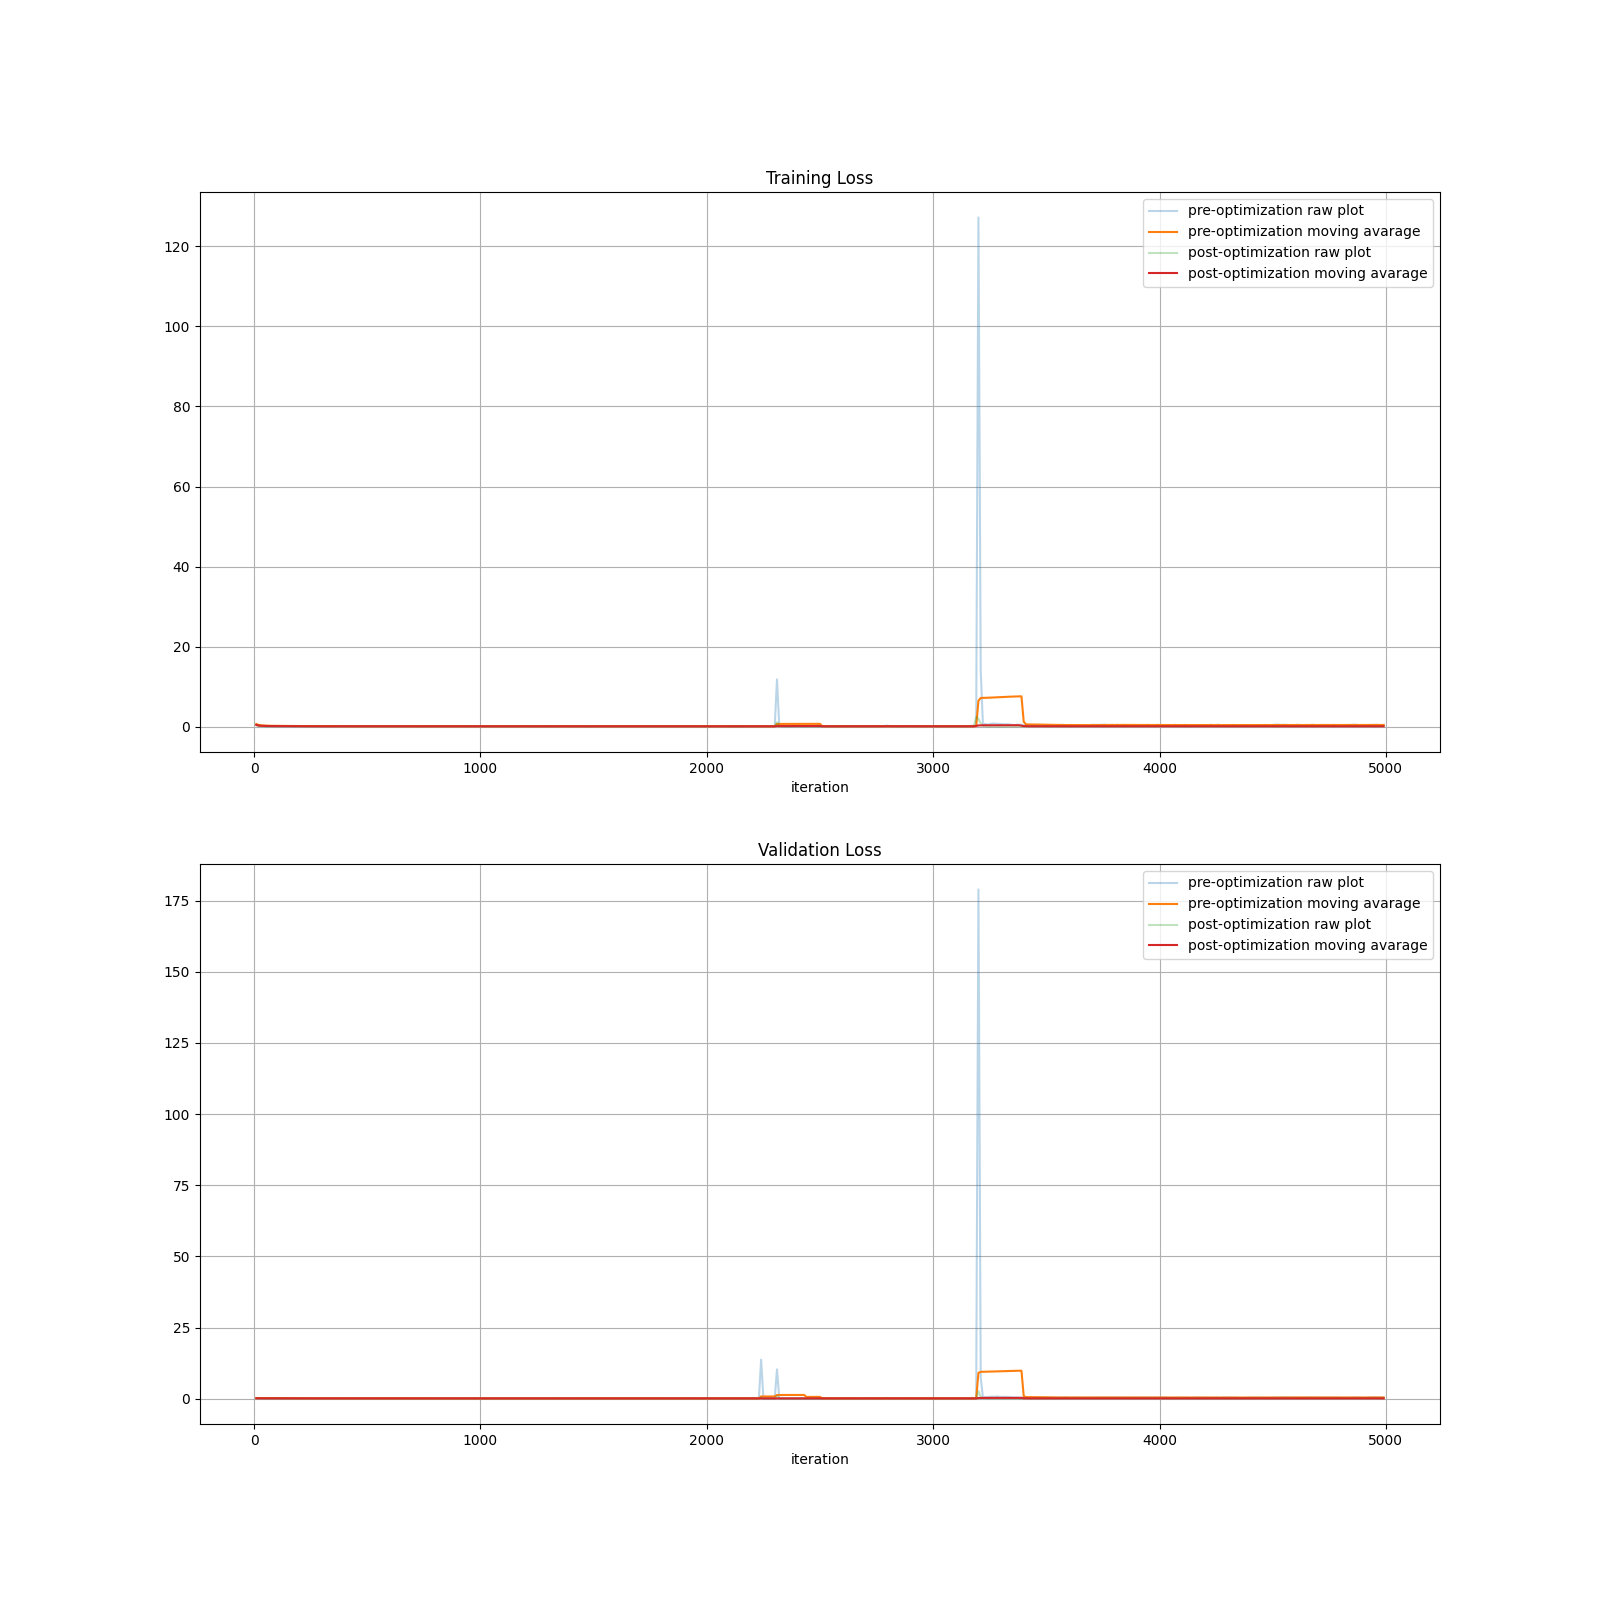 Training Loss
pre-optimization raw plot
pre-optimization moving avarage
post-optimization raw plot
post-optimization moving avarage
120
100
80
60
40
20
0
0 1000 2000 3000 4000 5000
iteration
Validation Loss
pre-optimization raw plot
pre-optimization moving avarage
post-optimization raw plot
post-optimization moving avarage
175
150
125
100
75
50
25
0
0 1000 2000 3000 4000 5000
iteration